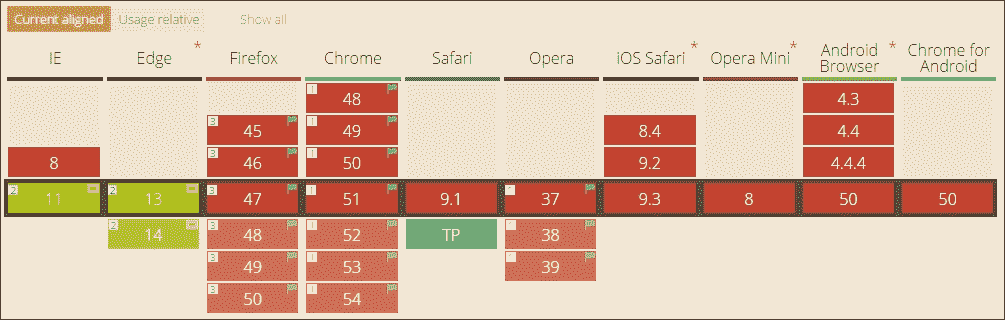 Current aligned Usage relative Show all
IE Edge * Firefox Chrome Safari Opera iOS Safari * Opera Mini * Android Browser * Chrome for Android
1 48 4.3
3 45 1 49 8.4 4.4
8 3 46 1 50 9.2 4.4.4
2 11 2 13 3 47 1 51 9.1 1 37 9.3 8 50 50
2 14 3 48 1 52 TP 1 38
3 49 1 53 1 39
3 50 1 54